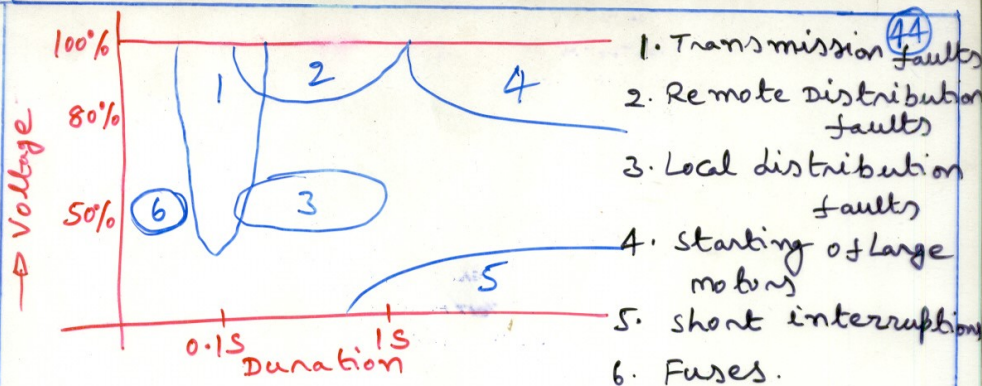 44
100%
80%
50%
→ Voltage
1
2
3
4
5
6
0.1S
1S
Duration
1. Transmission faults
2. Remote Distribution
faults
3. Local distribution
faults
4. Starting of Large
motors
5. Short interruptions
6. Fuses.